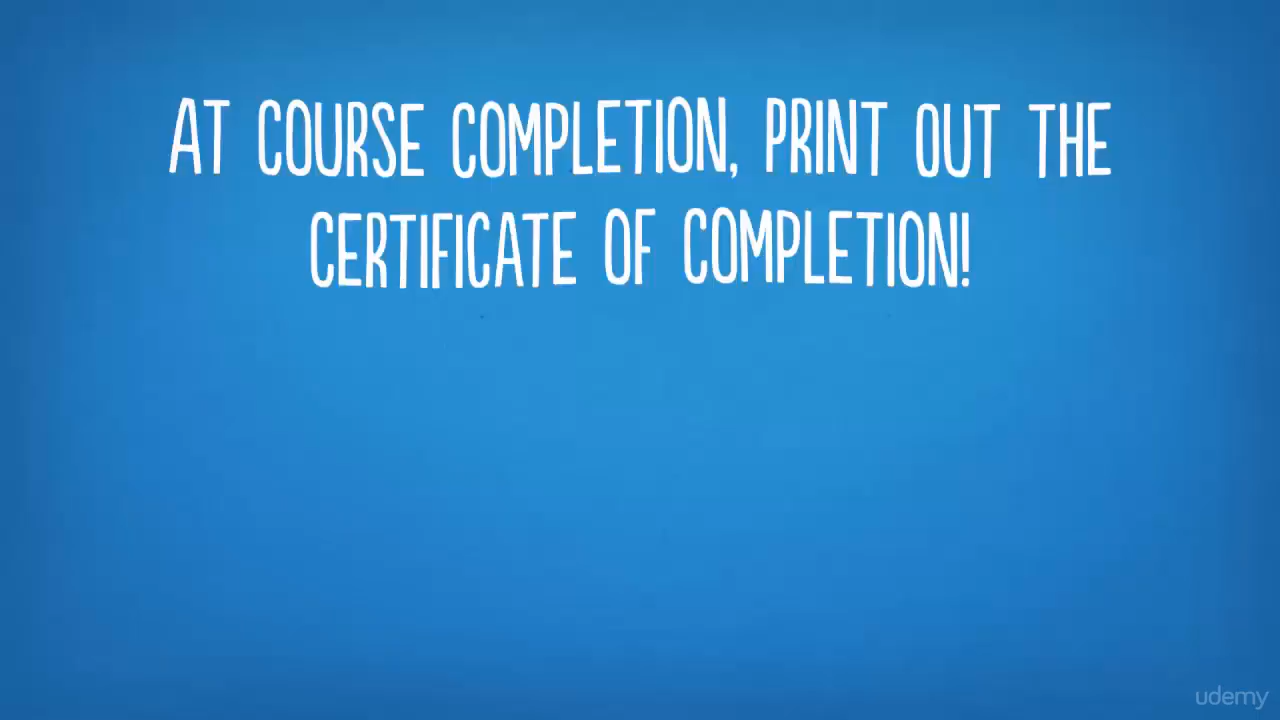 AT COURSE COMPLETION, PRINT OUT THE
CERTIFICATE OF COMPLETION!
udemy